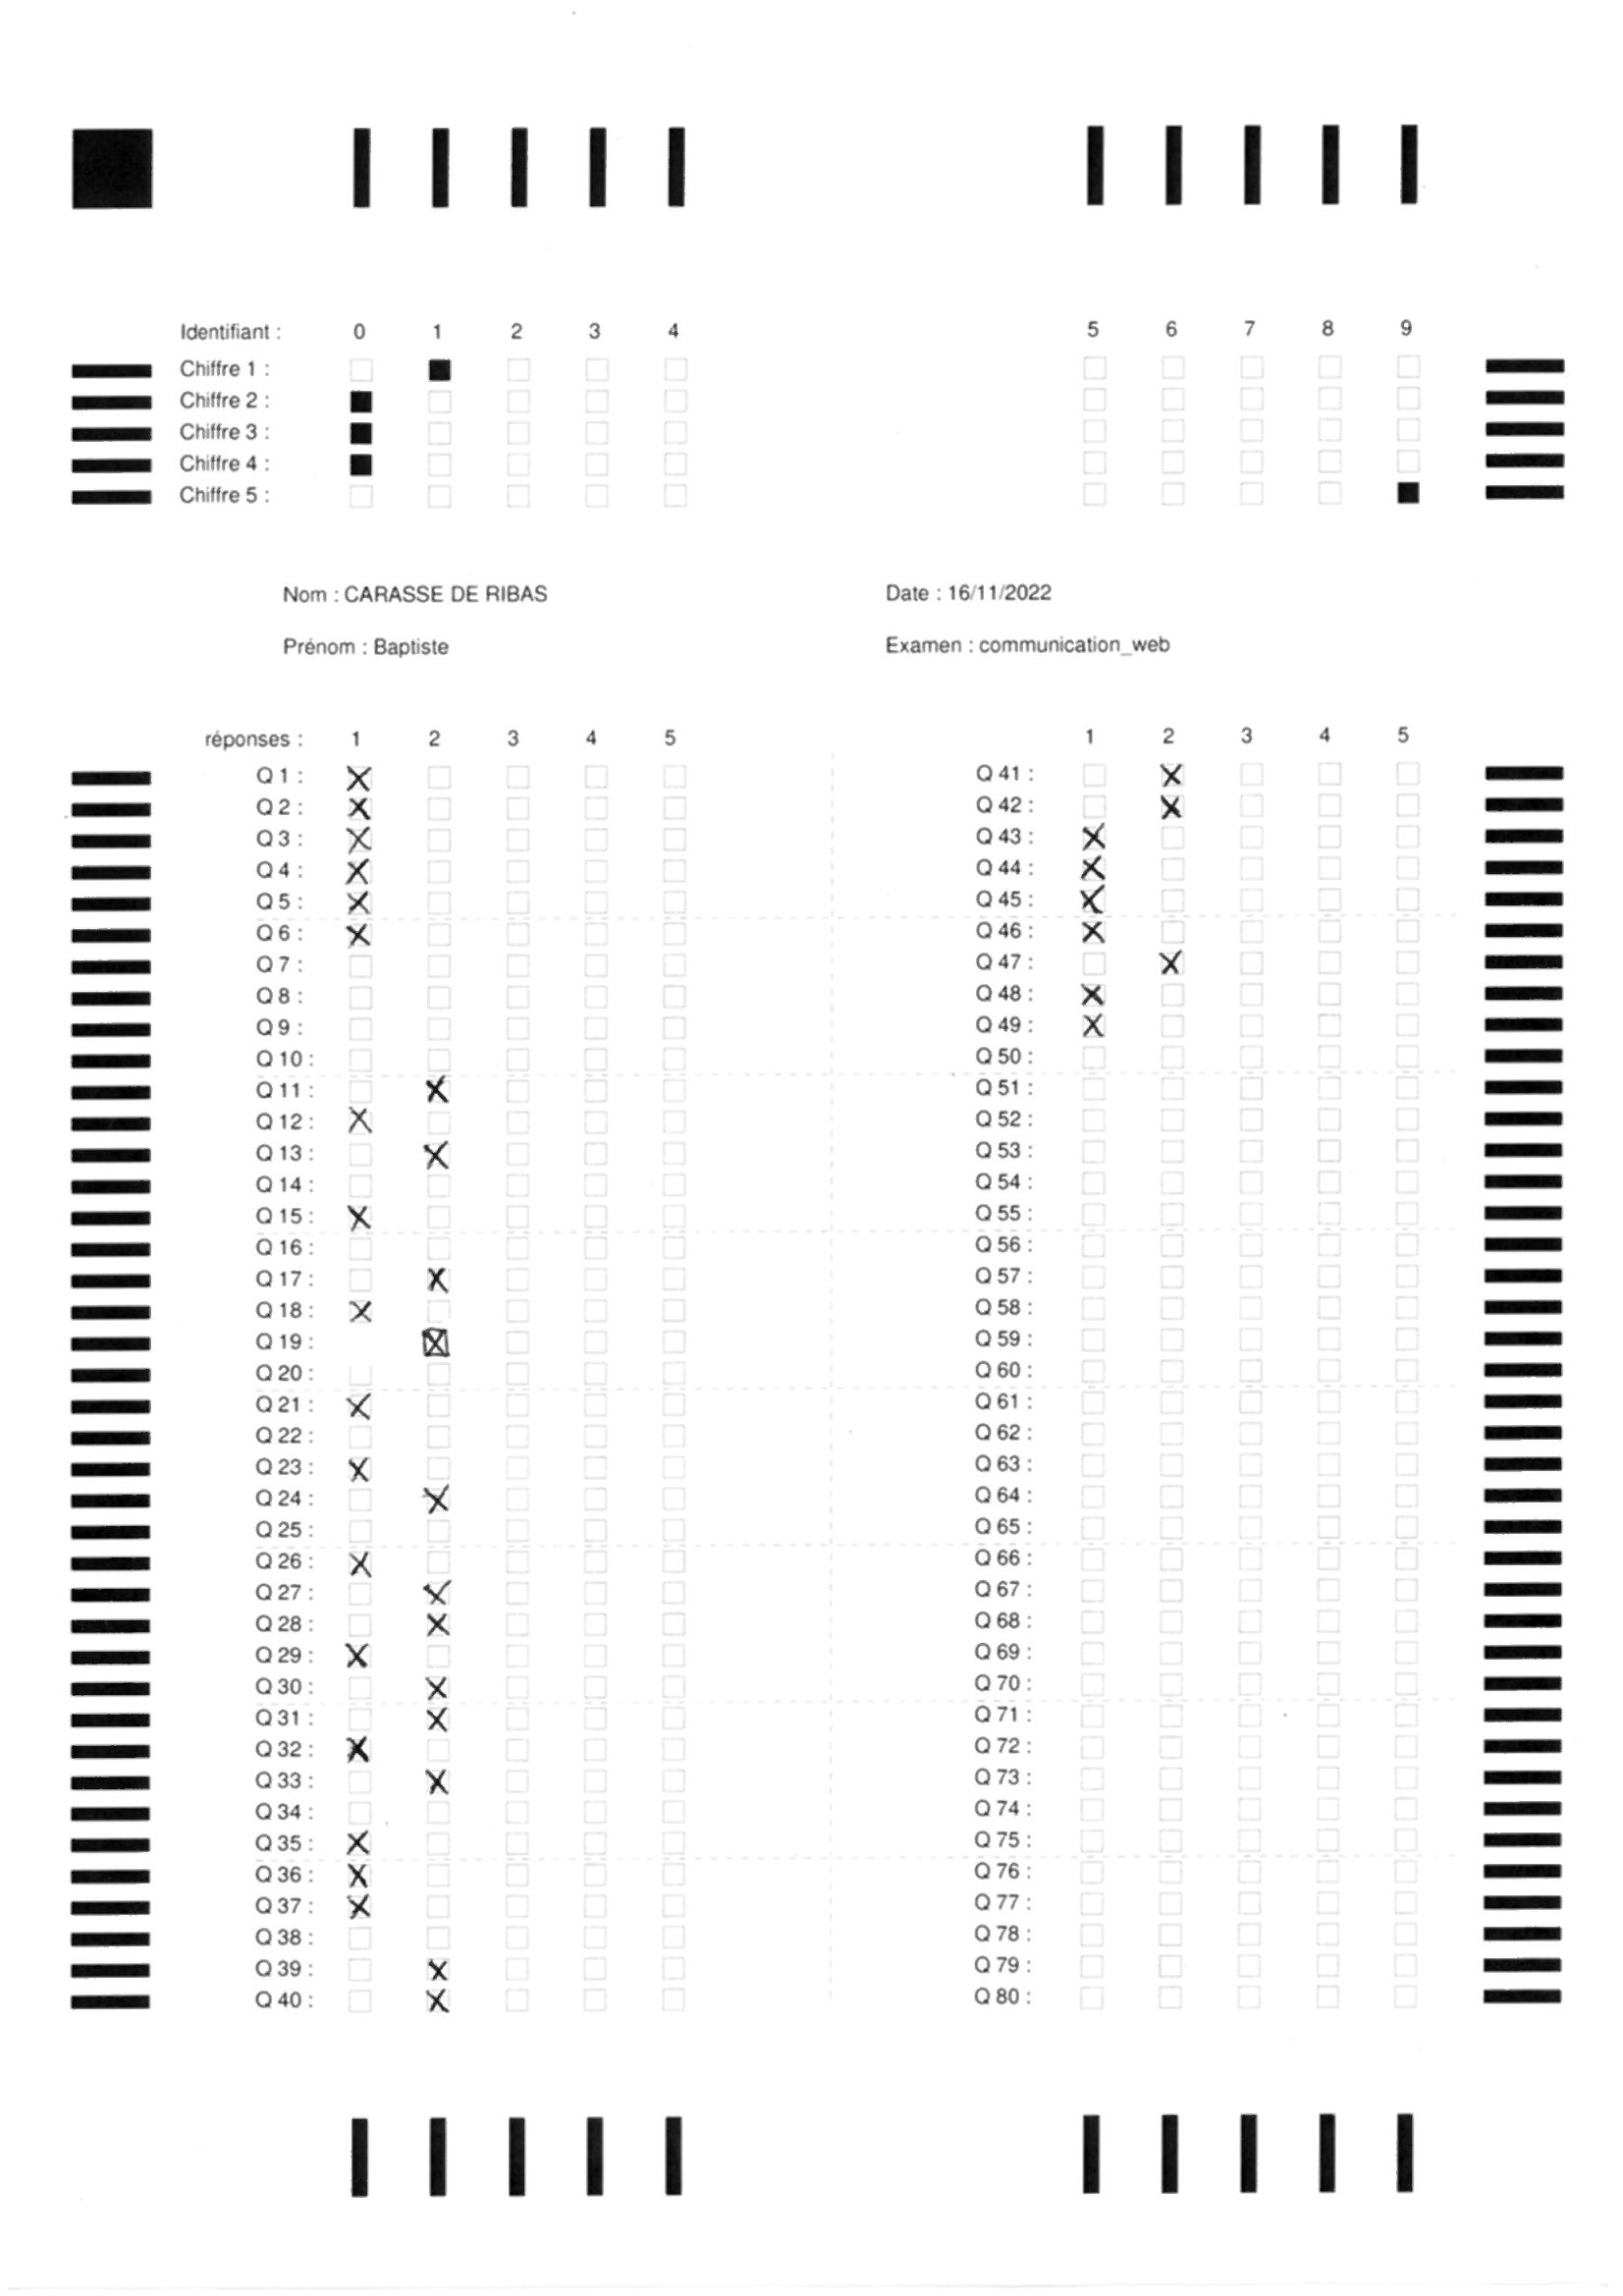 Identifiant : 0 1 2 3 4 5 6 7 8 9
Chiffre 1 :
Chiffre 2 :
Chiffre 3 :
Chiffre 4 :
Chiffre 5 :
Nom : CARASSE DE RIBAS Date : 16/11/2022
Prénom : Baptiste Examen : communication_web
réponses : 1 2 3 4 5 1 2 3 4 5
Q 1 : Q 41 :
Q 2 : Q 42 :
Q 3 : Q 43 :
Q 4 : Q 44 :
Q 5 : Q 45 :
Q 6 : Q 46 :
Q 7 : Q 47 :
Q 8 : Q 48 :
Q 9 : Q 49 :
Q 10 : Q 50 :
Q 11 : Q 51 :
Q 12 : Q 52 :
Q 13 : Q 53 :
Q 14 : Q 54 :
Q 15 : Q 55 :
Q 16 : Q 56 :
Q 17 : Q 57 :
Q 18 : Q 58 :
Q 19 : Q 59 :
Q 20 : Q 60 :
Q 21 : Q 61 :
Q 22 : Q 62 :
Q 23 : Q 63 :
Q 24 : Q 64 :
Q 25 : Q 65 :
Q 26 : Q 66 :
Q 27 : Q 67 :
Q 28 : Q 68 :
Q 29 : Q 69 :
Q 30 : Q 70 :
Q 31 : Q 71 :
Q 32 : Q 72 :
Q 33 : Q 73 :
Q 34 : Q 74 :
Q 35 : Q 75 :
Q 36 : Q 76 :
Q 37 : Q 77 :
Q 38 : Q 78 :
Q 39 : Q 79 :
Q 40 : Q 80 :